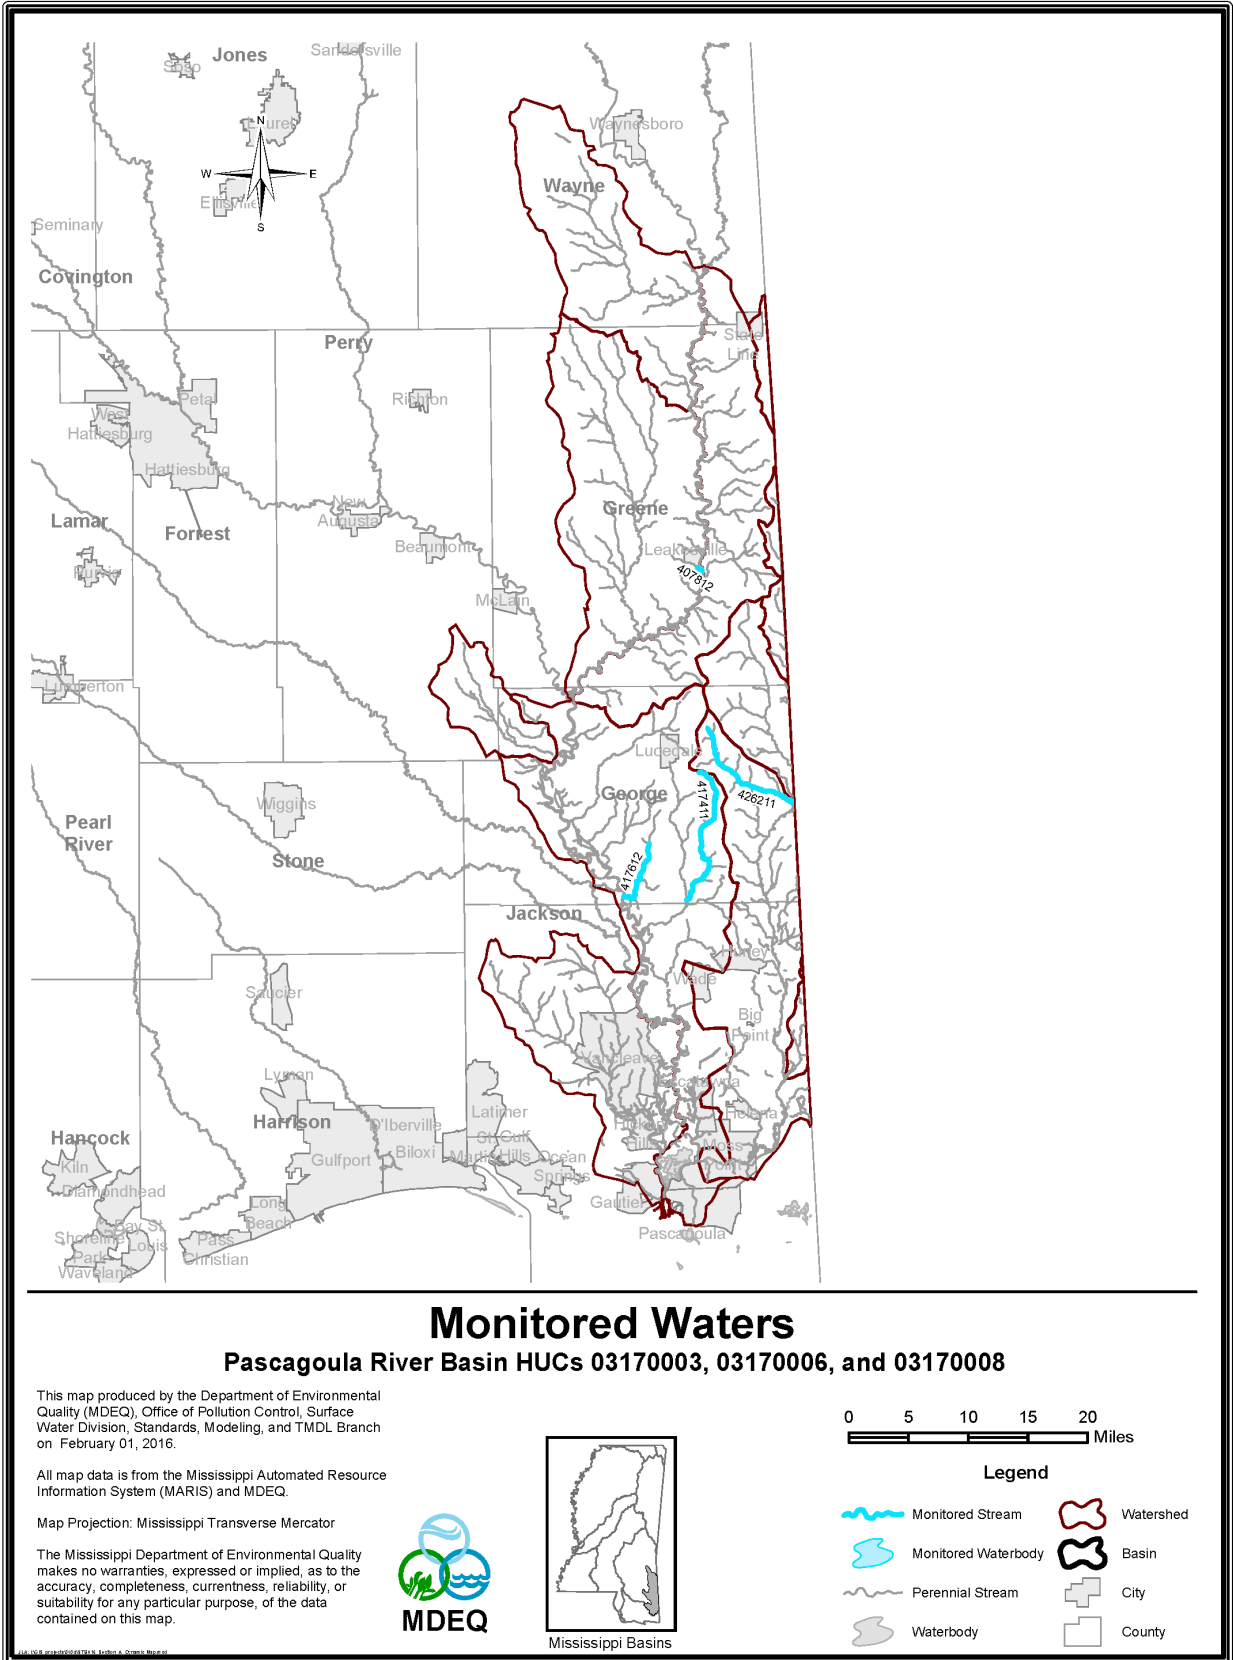 Jones
Sandersville
Soso
Laurel
N
W
E
S
Ellisville
Waynesboro
Wayne
Seminary
Covington
Perry
State
Line
Richton
Petal
West
Hattiesburg
Hattiesburg
New
Augusta
Beaumont
Lamar
Forrest
Purvis
Greene
Leakesville
407812
McLain
Lumberton
Lucedale
George
417411
426211
417612
Wiggins
Pearl
River
Stone
Jackson
Hurley
Wade
Big
Point
Saucier
Vancleave
Escatawpa
Helena
Lyman
Harrison
D'Iberville
Latimer
Hickory
Hills
Moss
Point
Hancock
Kiln
Gulfport
Biloxi
St.
Martin
Gulf
Hills
Ocean
Springs
Diamondhead
Gautier
Long
Beach
Pascagoula
Bay St.
Louis
Shoreline
Park
Pass
Christian
Waveland
Monitored Waters
Pascagoula River Basin HUCs 03170003, 03170006, and 03170008
This map produced by the Department of Environmental
Quality (MDEQ), Office of Pollution Control, Surface
Water Division, Standards, Modeling, and TMDL Branch
on February 01, 2016.
All map data is from the Mississippi Automated Resource
Information System (MARIS) and MDEQ.
Map Projection: Mississippi Transverse Mercator
The Mississippi Department of Environmental Quality
makes no warranties, expressed or implied, as to the
accuracy, completeness, currentness, reliability, or
suitability for any particular purpose, of the data
contained on this map.
MDEQ
Mississippi Basins
0 5 10 15 20
Miles
Legend
Monitored Stream
Watershed
Monitored Waterbody
Basin
Perennial Stream
City
Waterbody
County